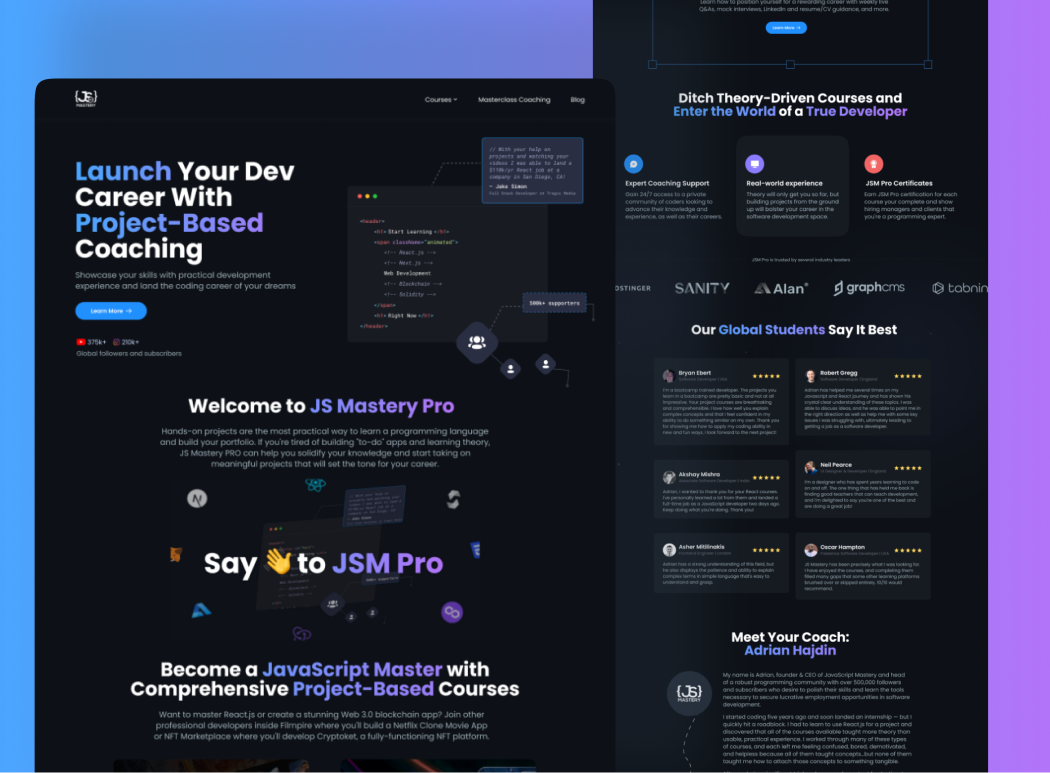 JS
MASTERY
Courses
Masterclass Coaching
Blog
Launch Your Dev
Career With
Project-Based
Coaching
Showcase your skills with practical development
experience and land the coding career of your dreams
Learn More →
375k+
210k+
Global followers and subscribers
// With your help on
projects and watching your
videos I was able to land a
$110k/yr React job at a
company in San Diego, CA!
— Jake Simon
Full Stack Developer at Tragic Media
<header>
<h1> Start Learning </h1>
<span className="animated">
<!-- React.js -->
<!-- Next.js -->
Web Development
<!-- Blockchain -->
<!-- Solidity -->
</span>
<h1> Right Now </h1>
</header>
500k+ supporters
Welcome to JS Mastery Pro
Hands-on projects are the most practical way to learn a programming language
and build your portfolio. If you're tired of building "to-do" apps and learning theory,
JS Mastery PRO can help you solidify your knowledge and start taking on
meaningful projects that will set the tone for your career.
Say 👋 to JSM Pro
Become a JavaScript Master with
Comprehensive Project-Based Courses
Want to master React.js or create a stunning Web 3.0 blockchain app? Join other
professional developers inside Filmpire where you'll build a Netflix Clone Movie App
or NFT Marketplace where you'll develop Cryptoket, a fully-functioning NFT platform.
Learn how to position yourself for a rewarding career with weekly live
Q&As, mock interviews, LinkedIn and resume/CV guidance, and more.
Learn More →
Ditch Theory-Driven Courses and
Enter the World of a True Developer
Expert Coaching Support
Gain 24/7 access to a private
community of coders looking to
advance their knowledge and
experience, as well as their careers.
Real-world experience
Theory will only get you so far, but
building projects from the ground
up will bolster your career in the
software development space.
JSM Pro Certificates
Earn JSM Pro certification for each
course you complete and show
hiring managers and clients that
you're a programming expert.
JSM Pro is trusted by several industry leaders
OSTINGER
SANITY
Alan
graphcms
tabnin
Our Global Students Say It Best
Bryan Ebert
I'm a bootcamp trained developer. The projects you
learn in a bootcamp are pretty basic and not at all
impressive. Your project courses are breathtaking
and comprehensible. I love how well you explain
complex concepts and that I feel confident in my
ability to do something similar on my own. Thank you
for showing me how to apply my coding ability in
new and fun ways. I look forward to the next project!
Robert Gregg
Software Developer | England
Adrian has helped me several times on my
Javascript and React journey and has shown his
crystal clear understanding of these topics. I was
able to discuss ideas, and he was able to point me in
the right direction as well as help me with some key
issues I was struggling with, ultimately leading to
getting a job as a software developer.
Akshay Mishra
Adrian, I wanted to thank you for your React courses.
I've personally learned a lot from them and landed a
full-time job as a JavaScript developer two days ago.
Keep doing what you're doing. Thank you!
Neil Pearce
I'm a designer who has spent years learning to code
on and off. The one thing that has held me back is
finding good teachers that can teach development,
and I'm delighted to say you're one of the best and
are doing a great job!
Asher Mitilinakis
Adrian has a strong understanding of this field, but
he also displays the patience and ability to explain
complex terms in simple language that's easy to
understand and grasp.
Oscar Hampton
JS Mastery has been precisely what I was looking for
I have enjoyed the courses, and completing them
filled many gaps that some other learning platforms
brushed over or skipped entirely. 10/10 would
recommend.
Meet Your Coach:
Adrian Hajdin
JS
MASTERY
My name is Adrian, founder & CEO of JavaScript Mastery and head
of a robust programming community with over 500,000 followers
and subscribers who desire to polish their skills and learn the tools
necessary to secure lucrative employment opportunities in software
development.
I started coding five years ago and soon landed an internship — but I
quickly hit a roadblock. I had to learn to use React.js for a project and
discovered that all of the courses available taught more theory than
usable, practical experience. I worked through many of these types
of courses, and each left me feeling confused, bored, demotivated,
and helpless because all of them taught concepts...but none of them
taught me how to attach those concepts to something tangible.